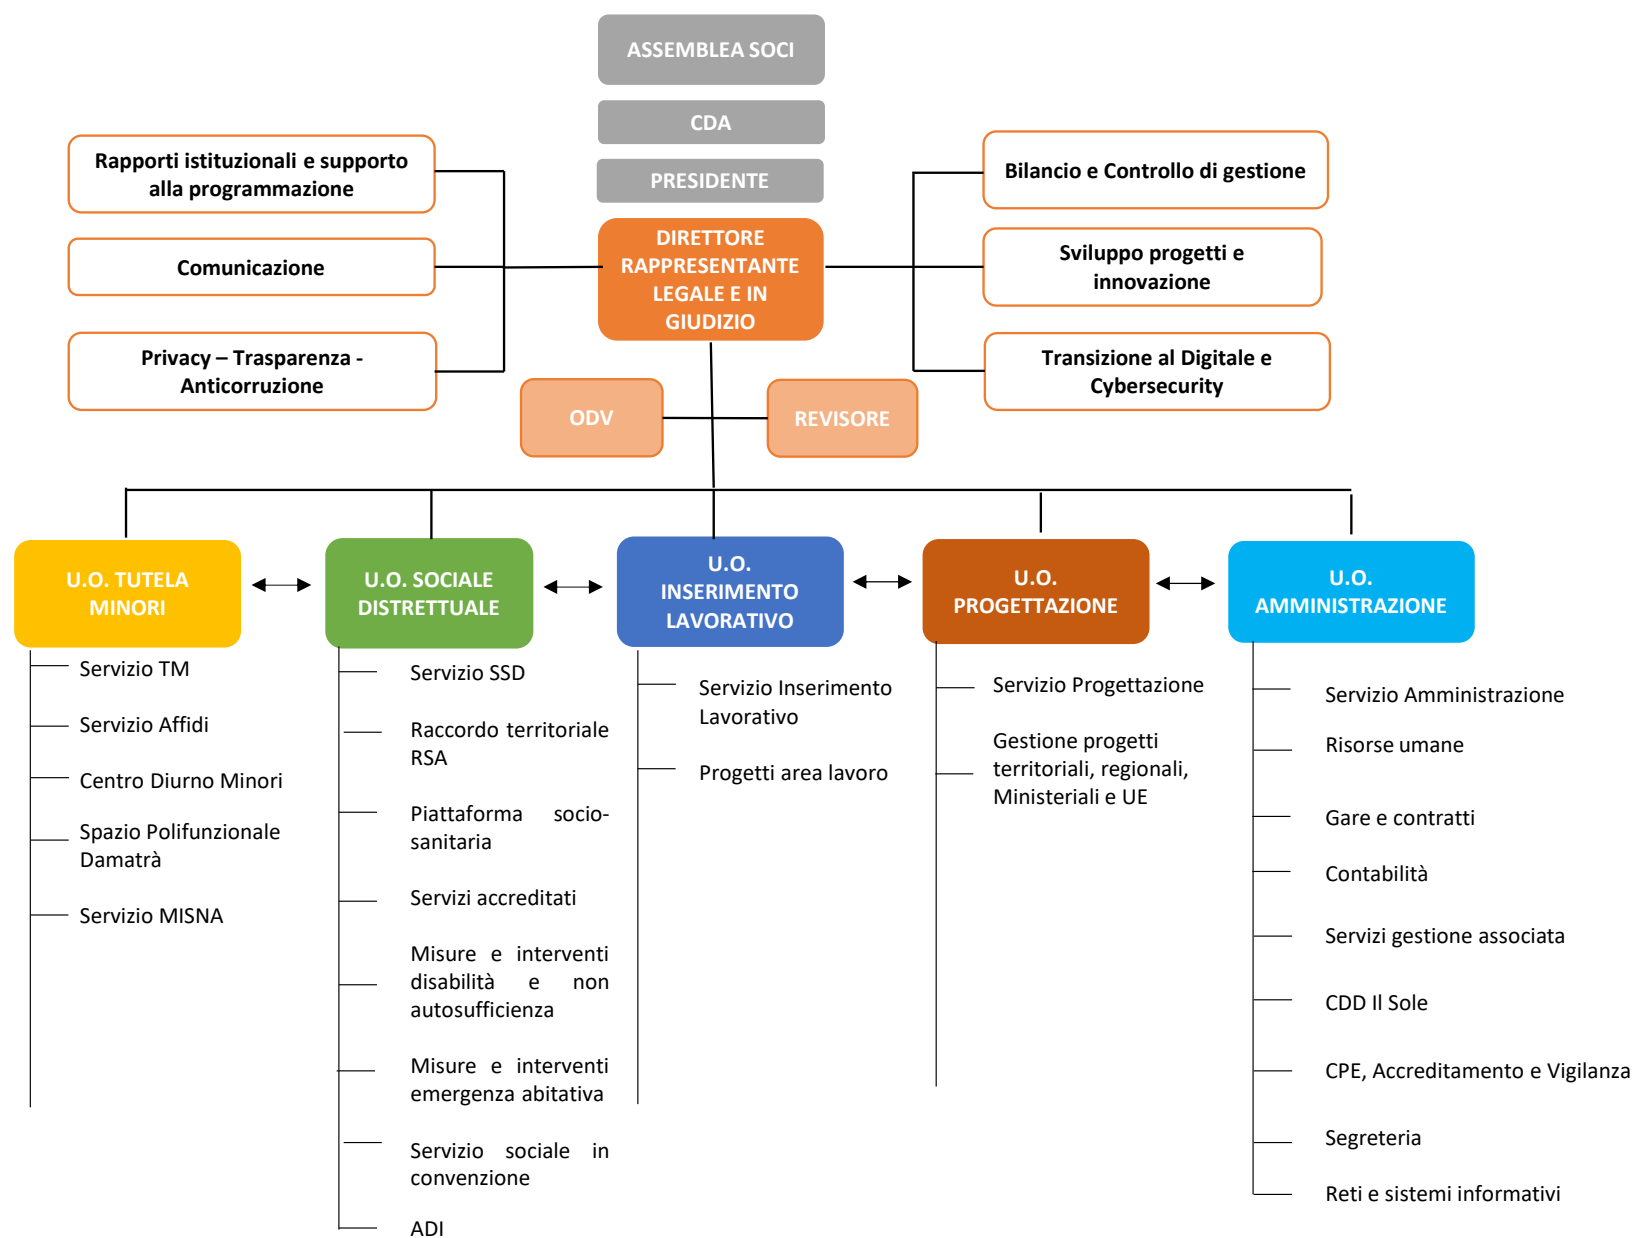 ASSEMBLEA SOCI
CDA
PRESIDENTE
DIRETTORE
RAPPRESENTANTE
LEGALE E IN
GIUDIZIO
Rapporti istituzionali e supporto
alla programmazione
Comunicazione
Privacy – Trasparenza -
Anticorruzione
Bilancio e Controllo di gestione
Sviluppo progetti e
innovazione
Transizione al Digitale e
Cybersecurity
ODV
REVISORE
U.O. TUTELA
MINORI
Servizio TM
Servizio Affidi
Centro Diurno Minori
Spazio Polifunzionale
Damatrà
Servizio MISNA
U.O. SOCIALE
DISTRETTUALE
Servizio SSD
Raccordo territoriale
RSA
Piattaforma socio-
sanitaria
Servizi accreditati
Misure e interventi
disabilità e non
autosufficienza
Misure e interventi
emergenza abitativa
Servizio sociale in
convenzione
ADI
U.O.
INSERIMENTO
LAVORATIVO
Servizio Inserimento
Lavorativo
Progetti area lavoro
U.O.
PROGETTAZIONE
Servizio Progettazione
Gestione progetti
territoriali, regionali,
Ministeriali e UE
U.O.
AMMINISTRAZIONE
Servizio Amministrazione
Risorse umane
Gare e contratti
Contabilità
Servizi gestione associata
CDD Il Sole
CPE, Accreditamento e Vigilanza
Segreteria
Reti e sistemi informativi